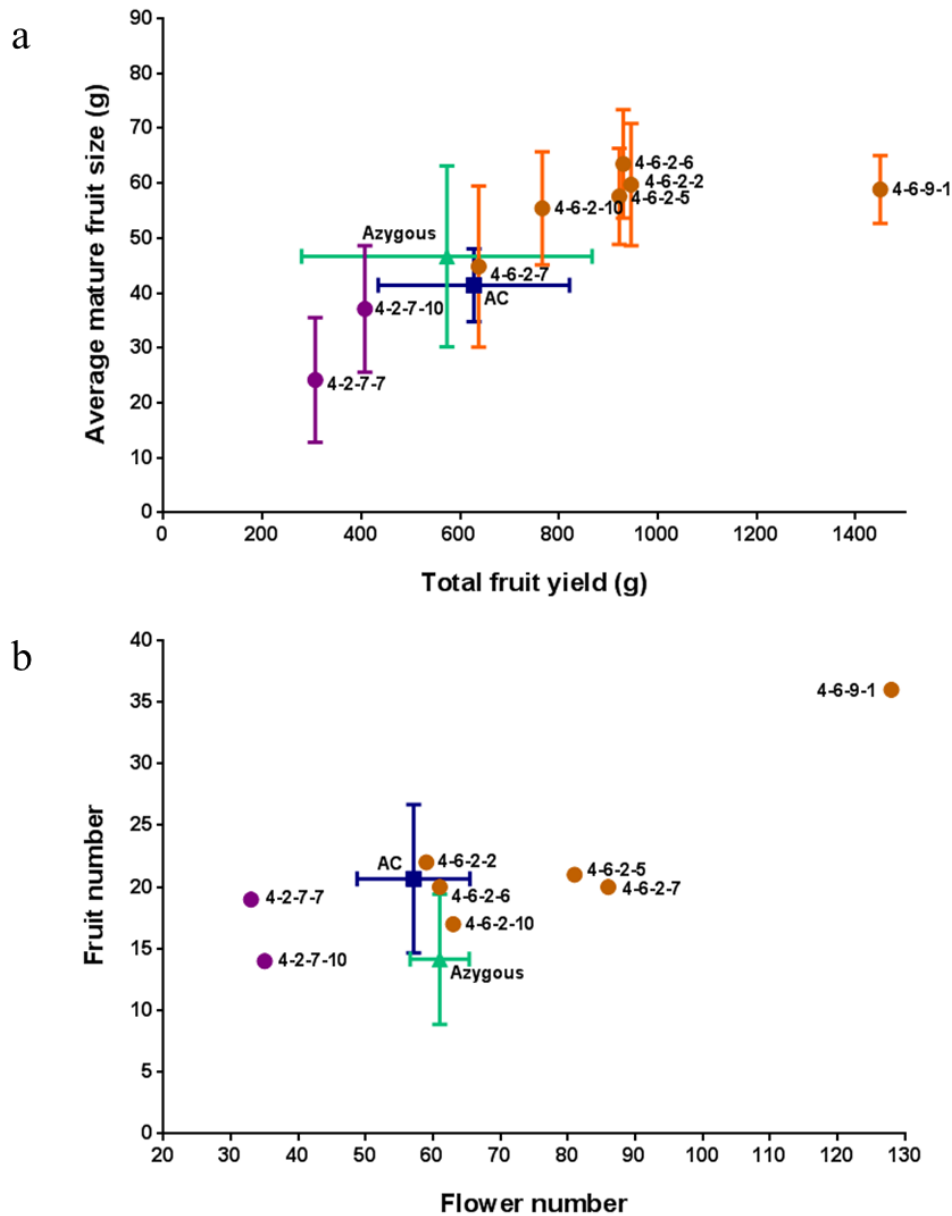 a
Average mature fruit size (g)
90
80
70
60
50
40
30
20
10
0
4-6-2-6
4-6-2-2
4-6-9-1
4-6-2-5
4-6-2-10
Azygous
4-6-2-7
AC
4-2-7-10
4-2-7-7
0 200 400 600 800 1000 1200 1400
Total fruit yield (g)
b
Fruit number
40
35
30
25
20
15
10
5
0
4-6-9-1
AC
4-6-2-2
4-6-2-5
4-2-7-7
4-6-2-6
4-6-2-7
4-6-2-10
4-2-7-10
Azygous
20 30 40 50 60 70 80 90 100 110 120 130
Flower number